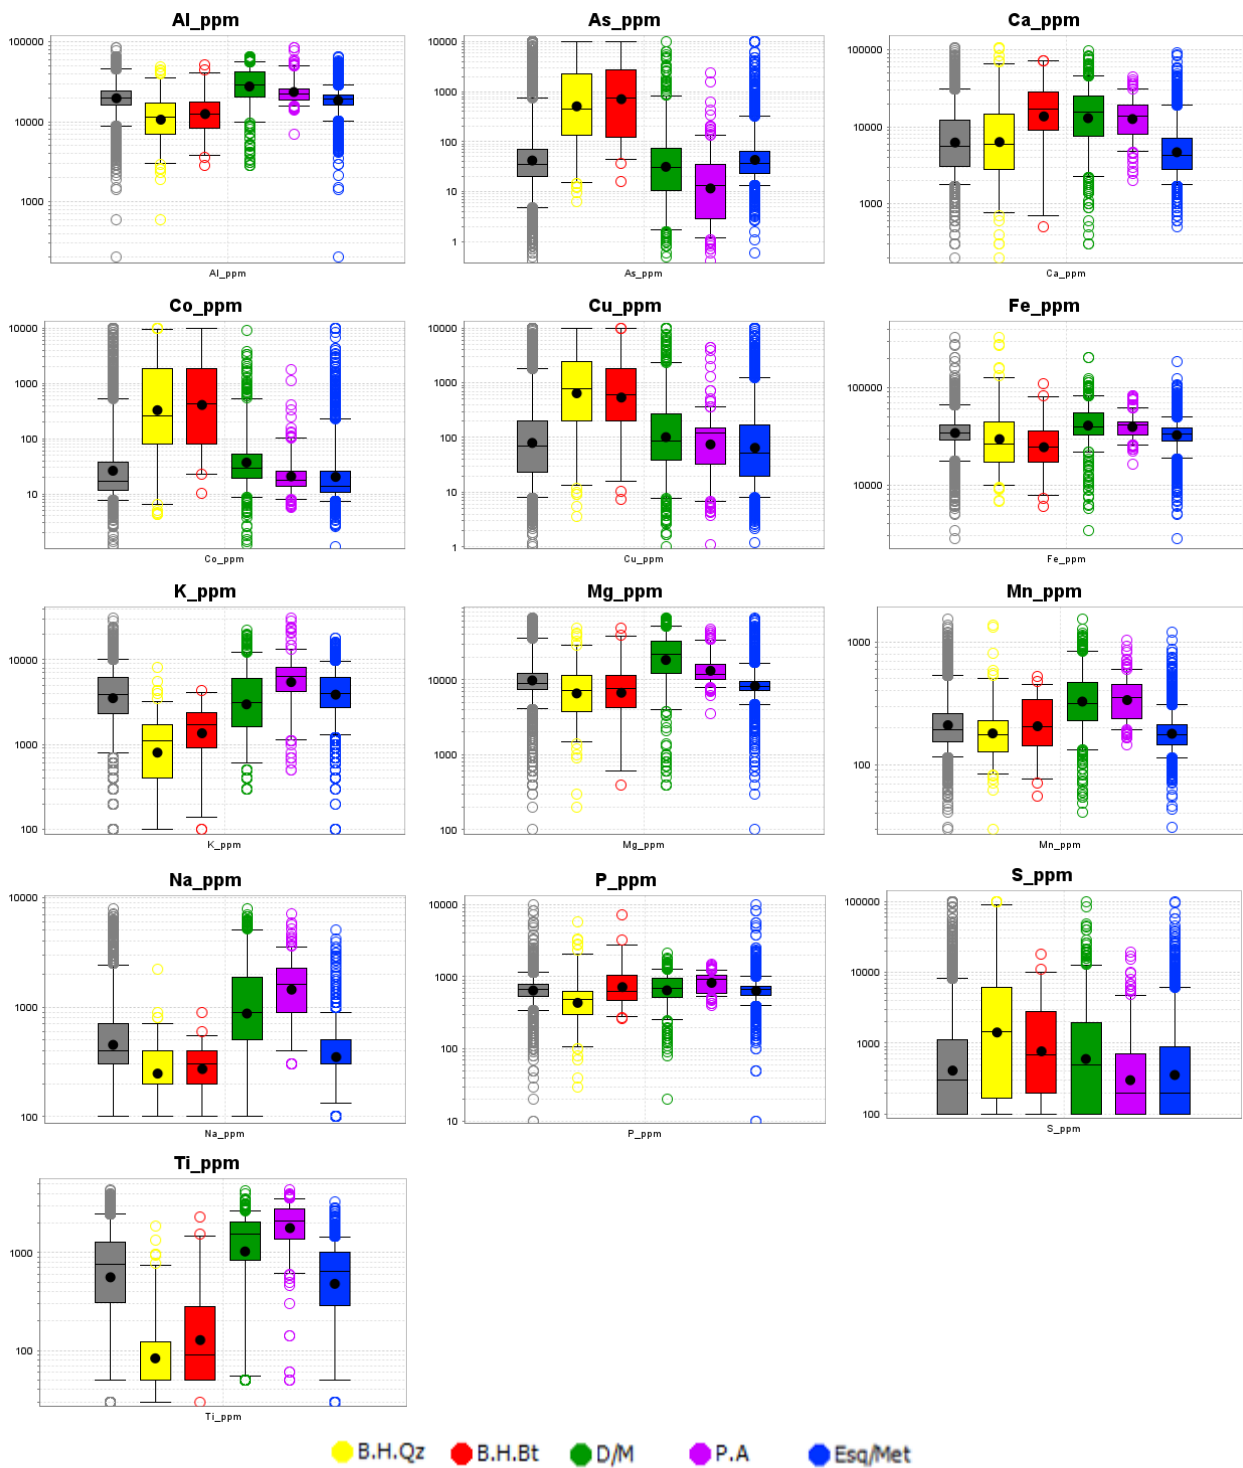 Al_ppm As_ppm Ca_ppm
100000
10000
1000
Al_ppm
10000
1000
100
10
1
As_ppm
100000
10000
1000
Ca_ppm
Co_ppm Cu_ppm Fe_ppm
10000
1000
100
10
Co_ppm
10000
1000
100
10
1
Cu_ppm
100000
10000
Fe_ppm
K_ppm Mg_ppm Mn_ppm
10000
1000
100
K_ppm
10000
1000
100
Mg_ppm
1000
100
Mn_ppm
Na_ppm P_ppm S_ppm
10000
1000
100
Na_ppm
10000
1000
100
10
P_ppm
100000
10000
1000
100
S_ppm
Ti_ppm
1000
100
Ti_ppm
B.H.Qz B.H.Bt D/M P.A Esq/Met